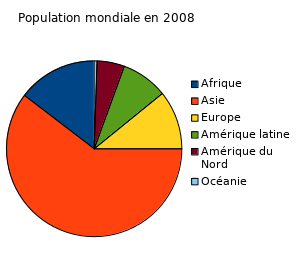 Population mondiale en 2008
Afrique
Asie
Europe
Amérique latine
Amérique du
Nord
Océanie